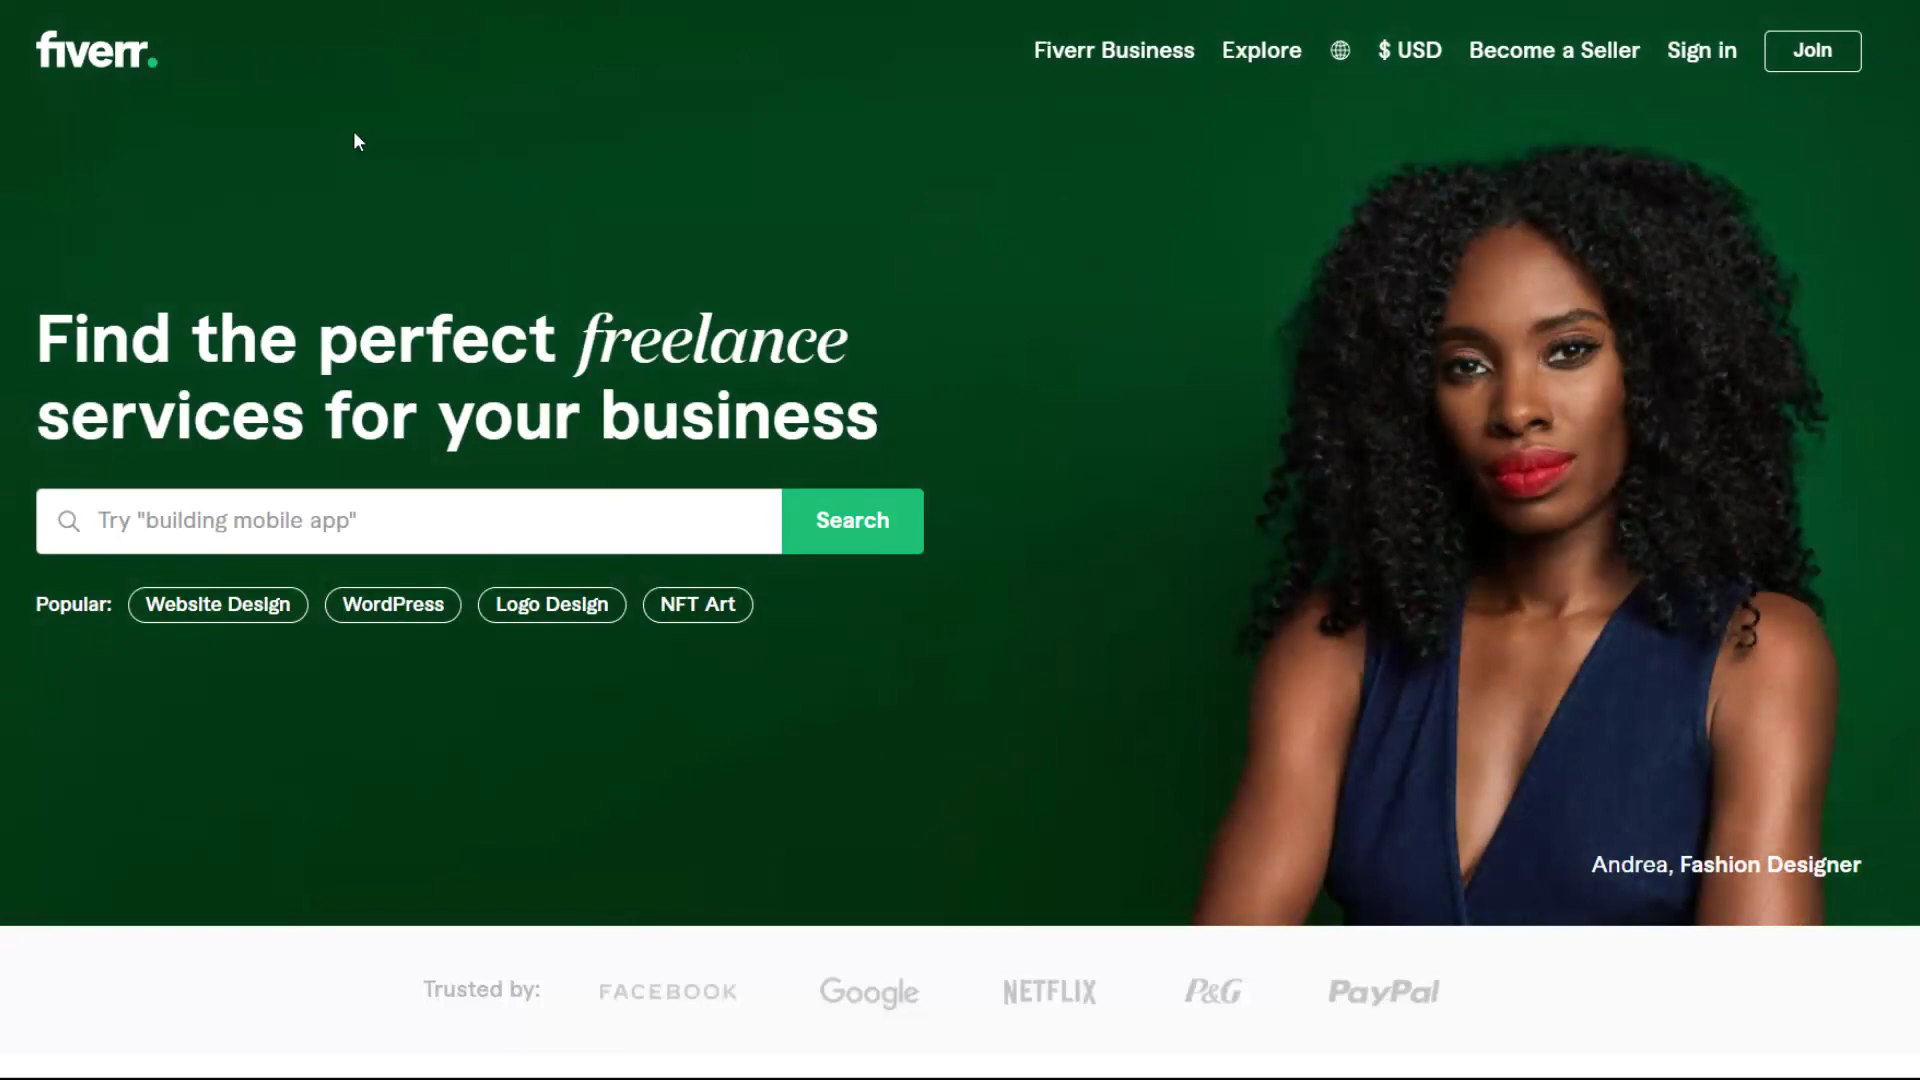 fiverr.
Fiverr Business
Explore
$ USD
Become a Seller
Sign in
Join
Find the perfect freelance
services for your business
Try "building mobile app"
Search
Popular:
Website Design
WordPress
Logo Design
NFT Art
Andrea, Fashion Designer
Trusted by:
FACEBOOK
Google
NETFLIX
P&G
PayPal